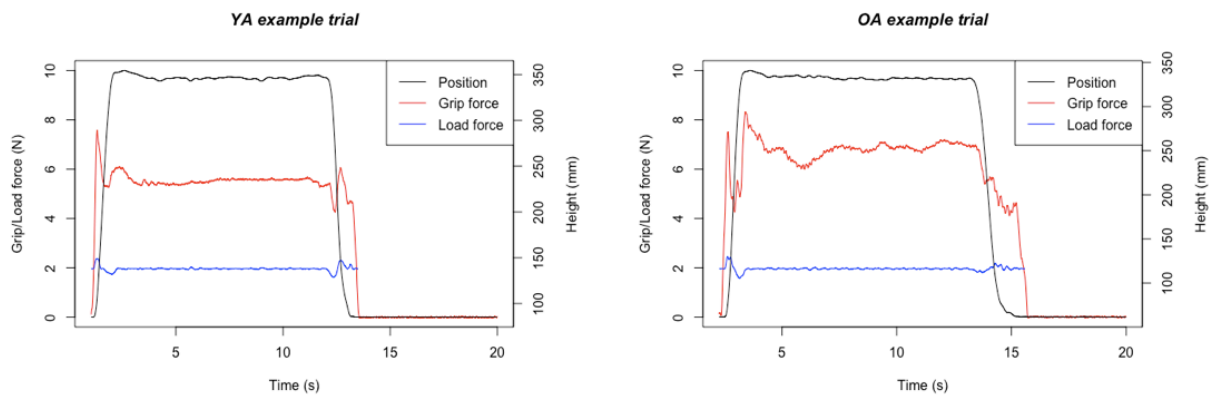 YA example trial
Grip/Load force (N)
0
2
4
6
8
10
Position
Grip force
Load force
100
150
200
250
300
350
Height (mm)
5
10
15
20
Time (s)
OA example trial
Grip/Load force (N)
0
2
4
6
8
10
Position
Grip force
Load force
100
150
200
250
300
350
Height (mm)
5
10
15
20
Time (s)